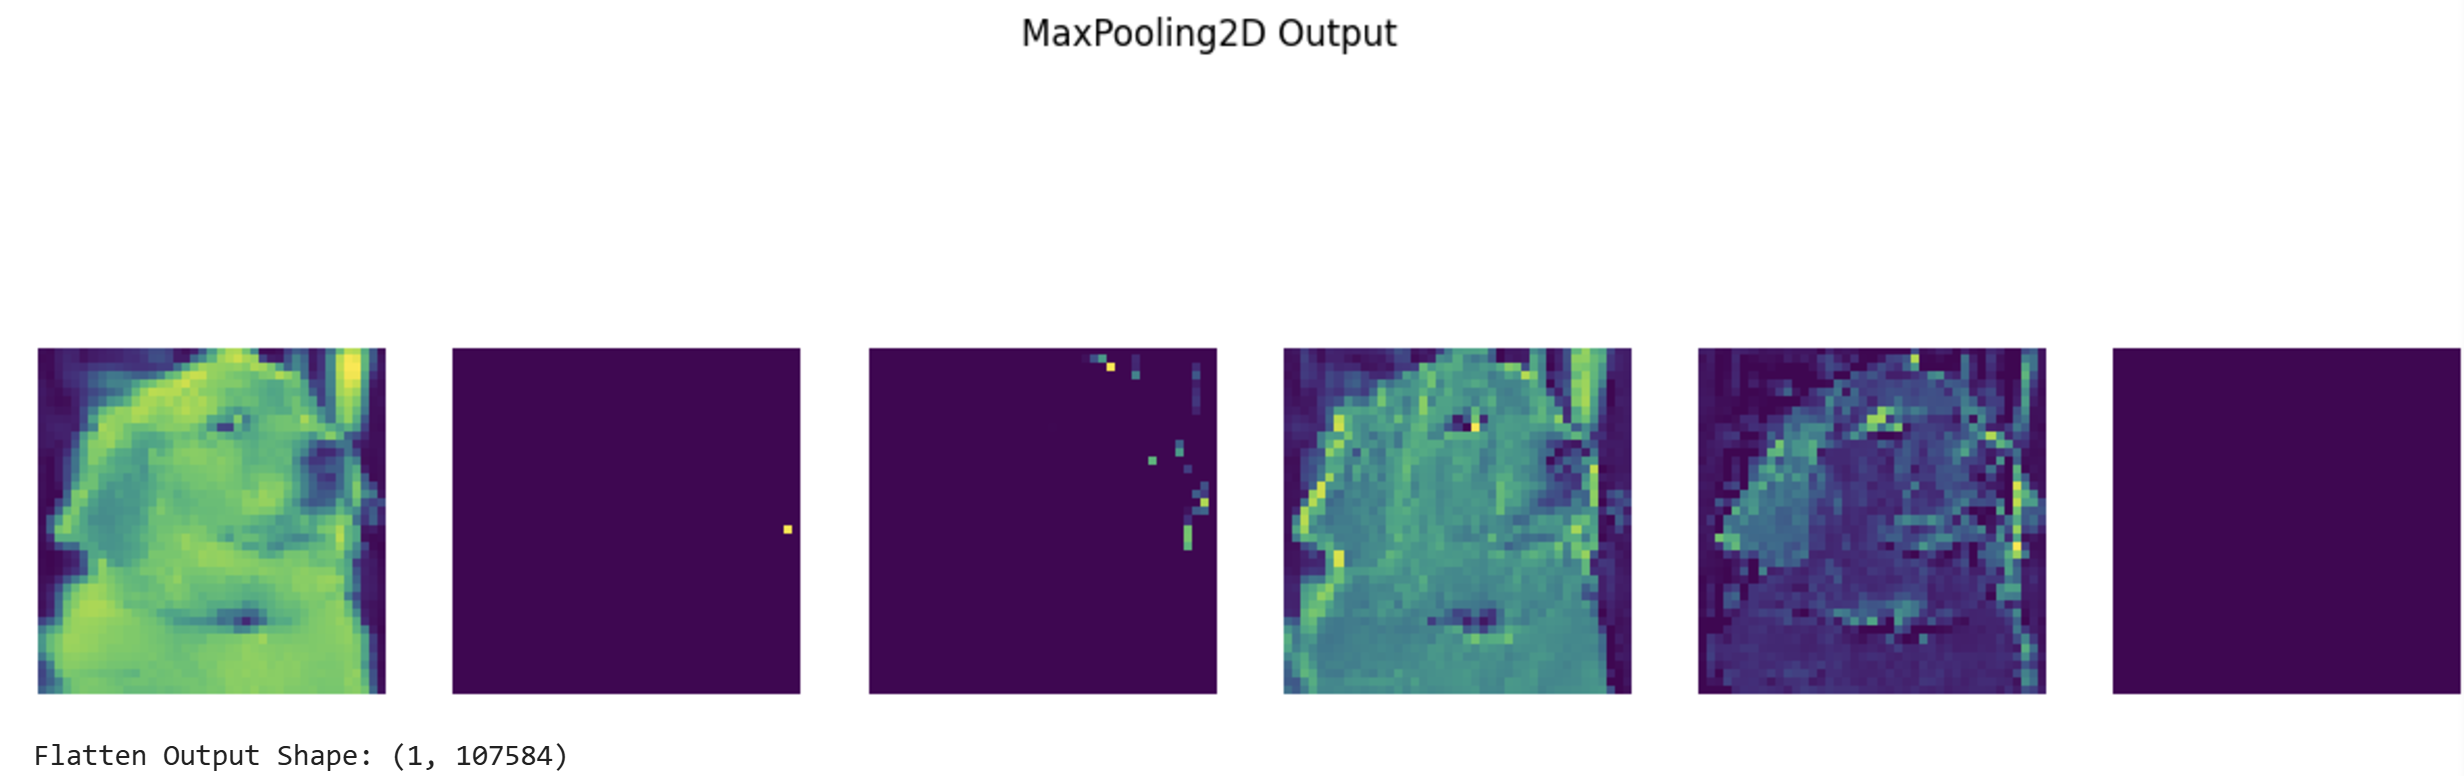 MaxPooling2D Output
Flatten Output Shape: (1, 107584)